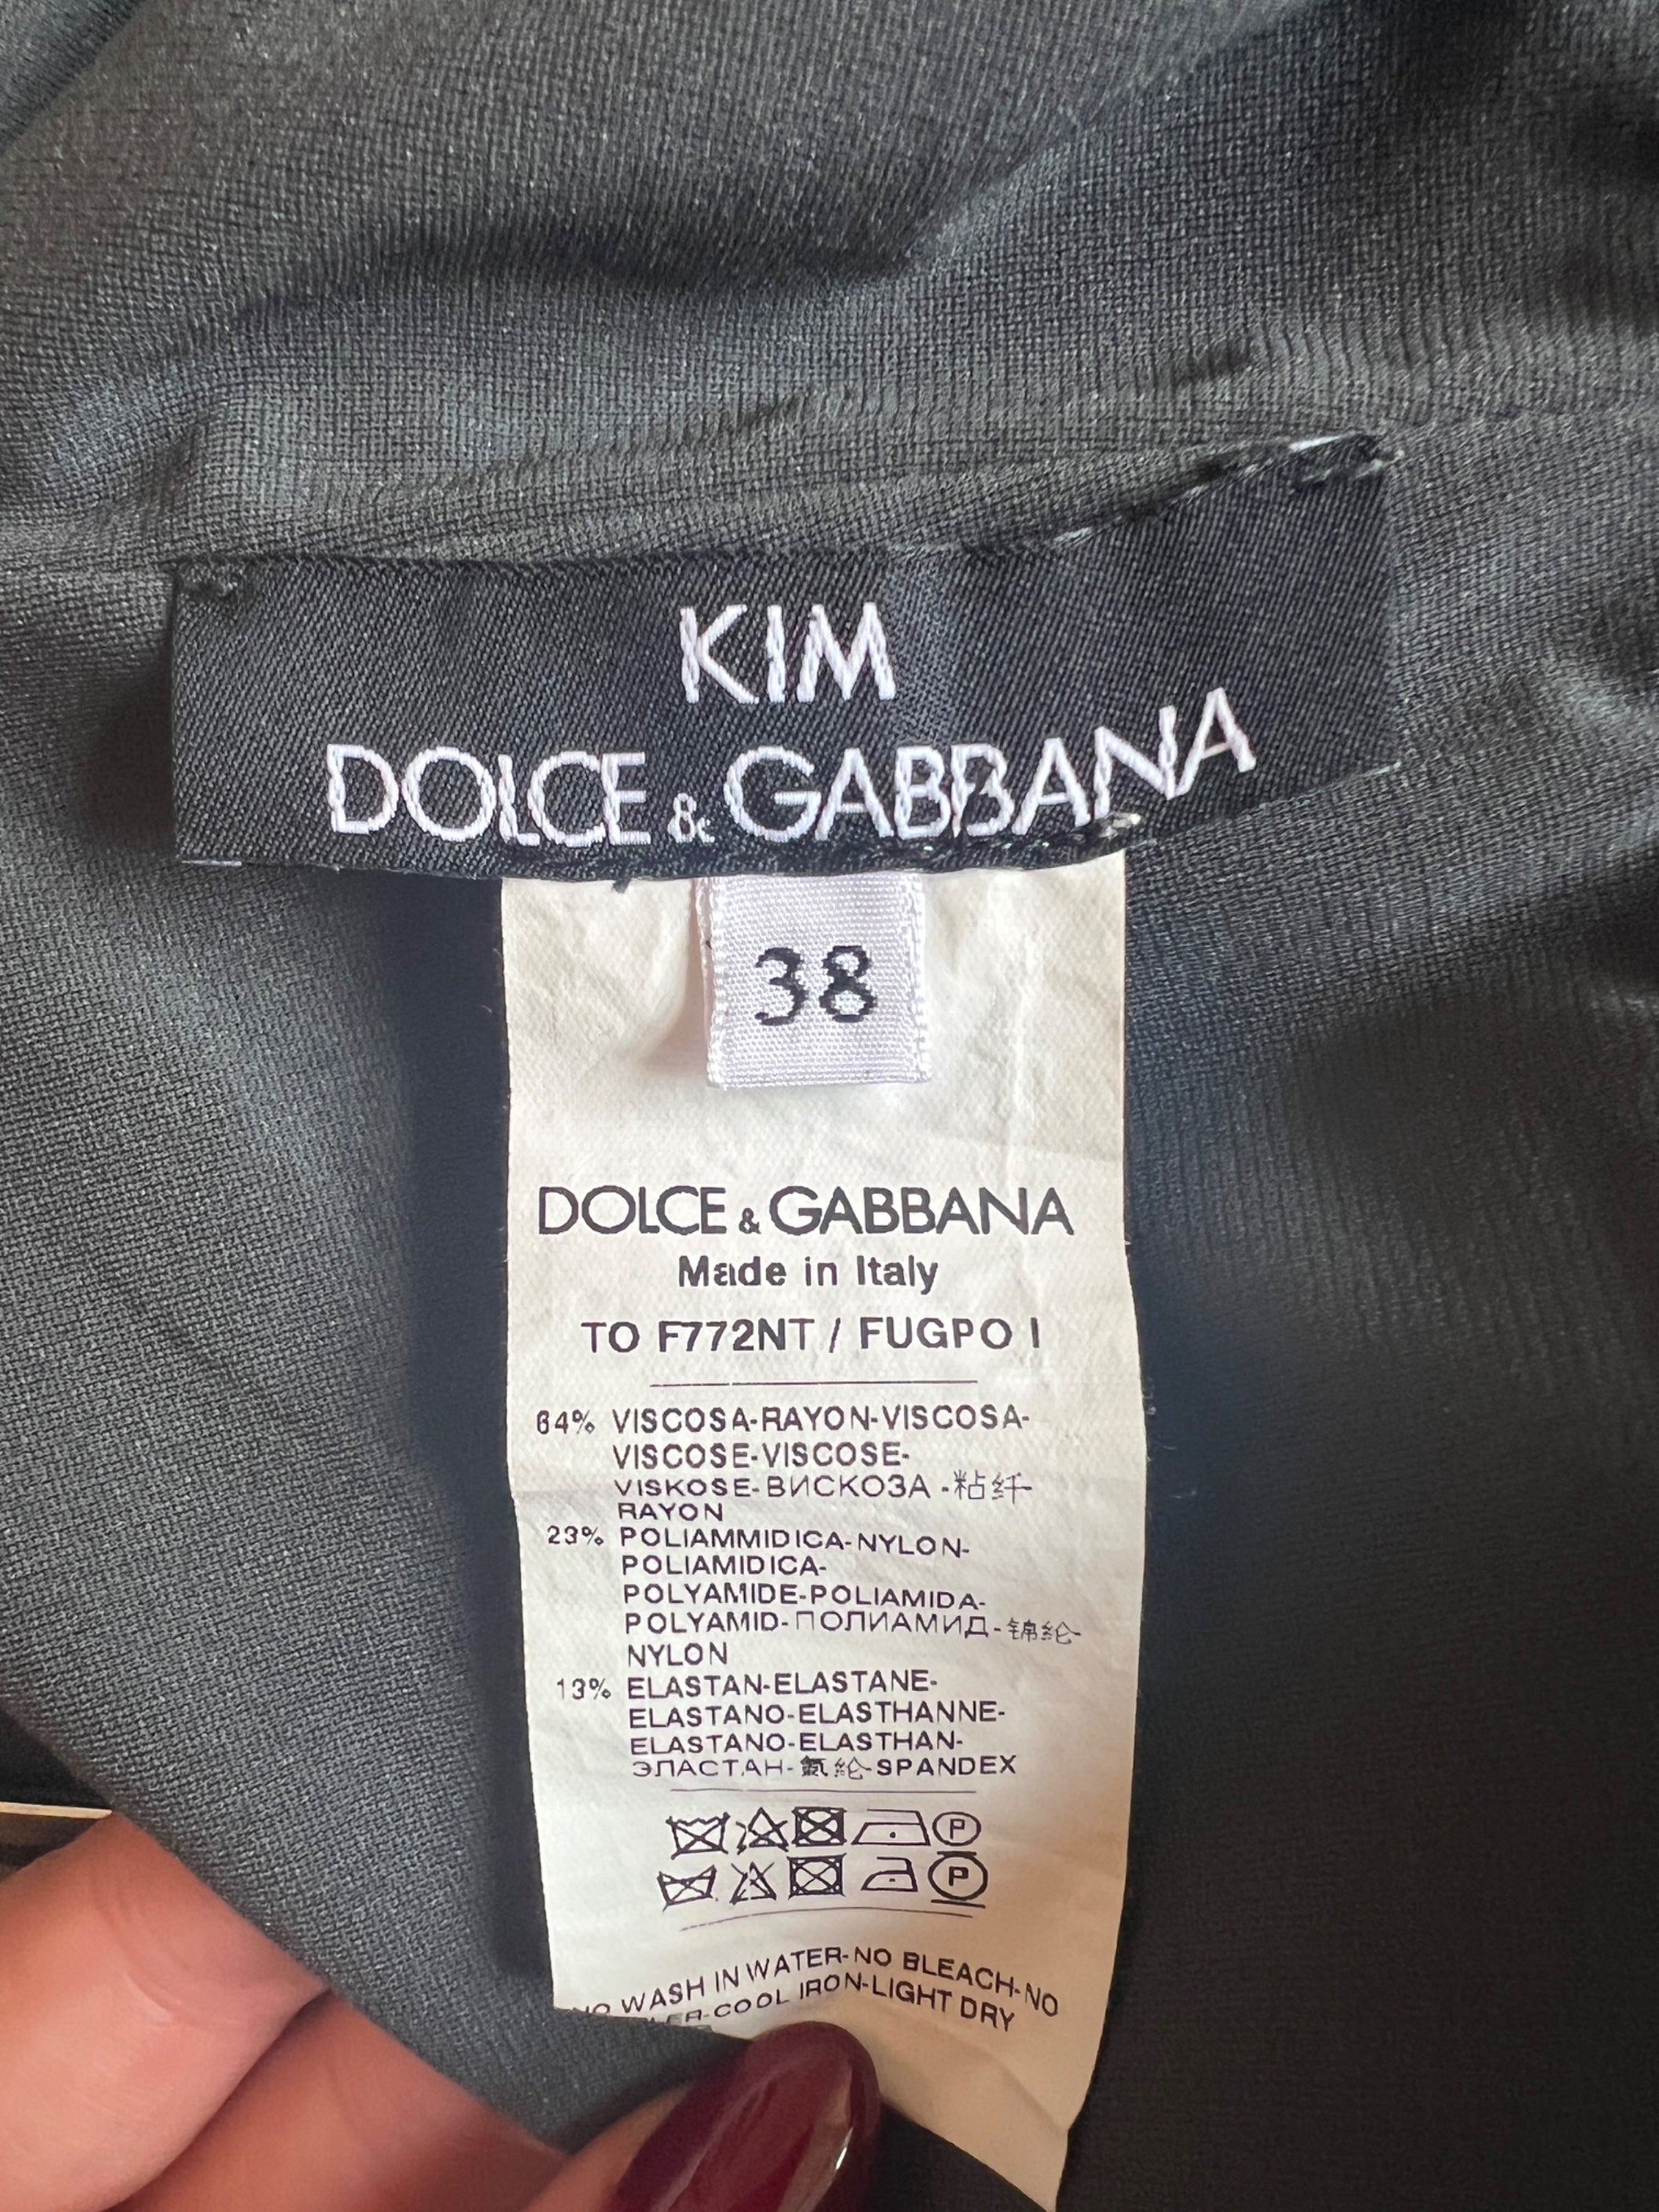 KIM
DOLCE & GABBANA
38
DOLCE & GABBANA
Made in Italy
TO F772NT / FUGPO I
64% VISCOSA-RAYON-VISCOSA-
VISCOSE-VISCOSE-
VISKOSE-ВИСКОЗА-粘纤-
RAYON
23% POLIAMMIDICA-NYLON-
POLIAMIDICA-
POLYAMIDE-POLIAMIDA-
POLYAMID-ПОЛИАМИД-锦纶-
NYLON
13% ELASTAN-ELASTANE-
ELASTANO-ELASTHANNE-
ELASTANO-ELASTHAN-
ЭЛАСТАН-氨纶-SPANDEX
P
P
NO WASH IN WATER-NO BLEACH-NO
COOL IRON-LIGHT DRY